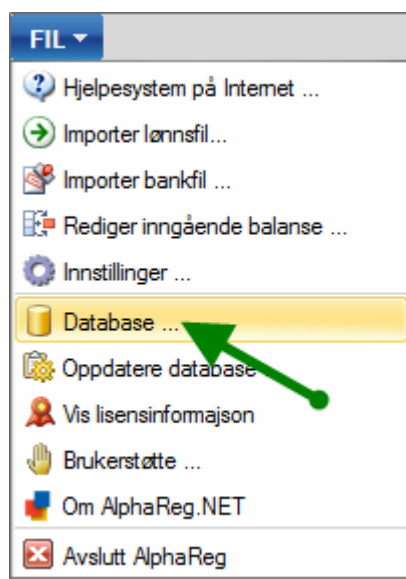 FIL
Hjelpesystem på Internet ...
Importer lønnsfil...
Importer bankfil ...
Rediger inngående balanse ...
Innstillinger ...
Database ...
Oppdatere database
Vis lisensinformajson
Brukerstøtte ...
Om AlphaReg.NET
Avslutt AlphaReg